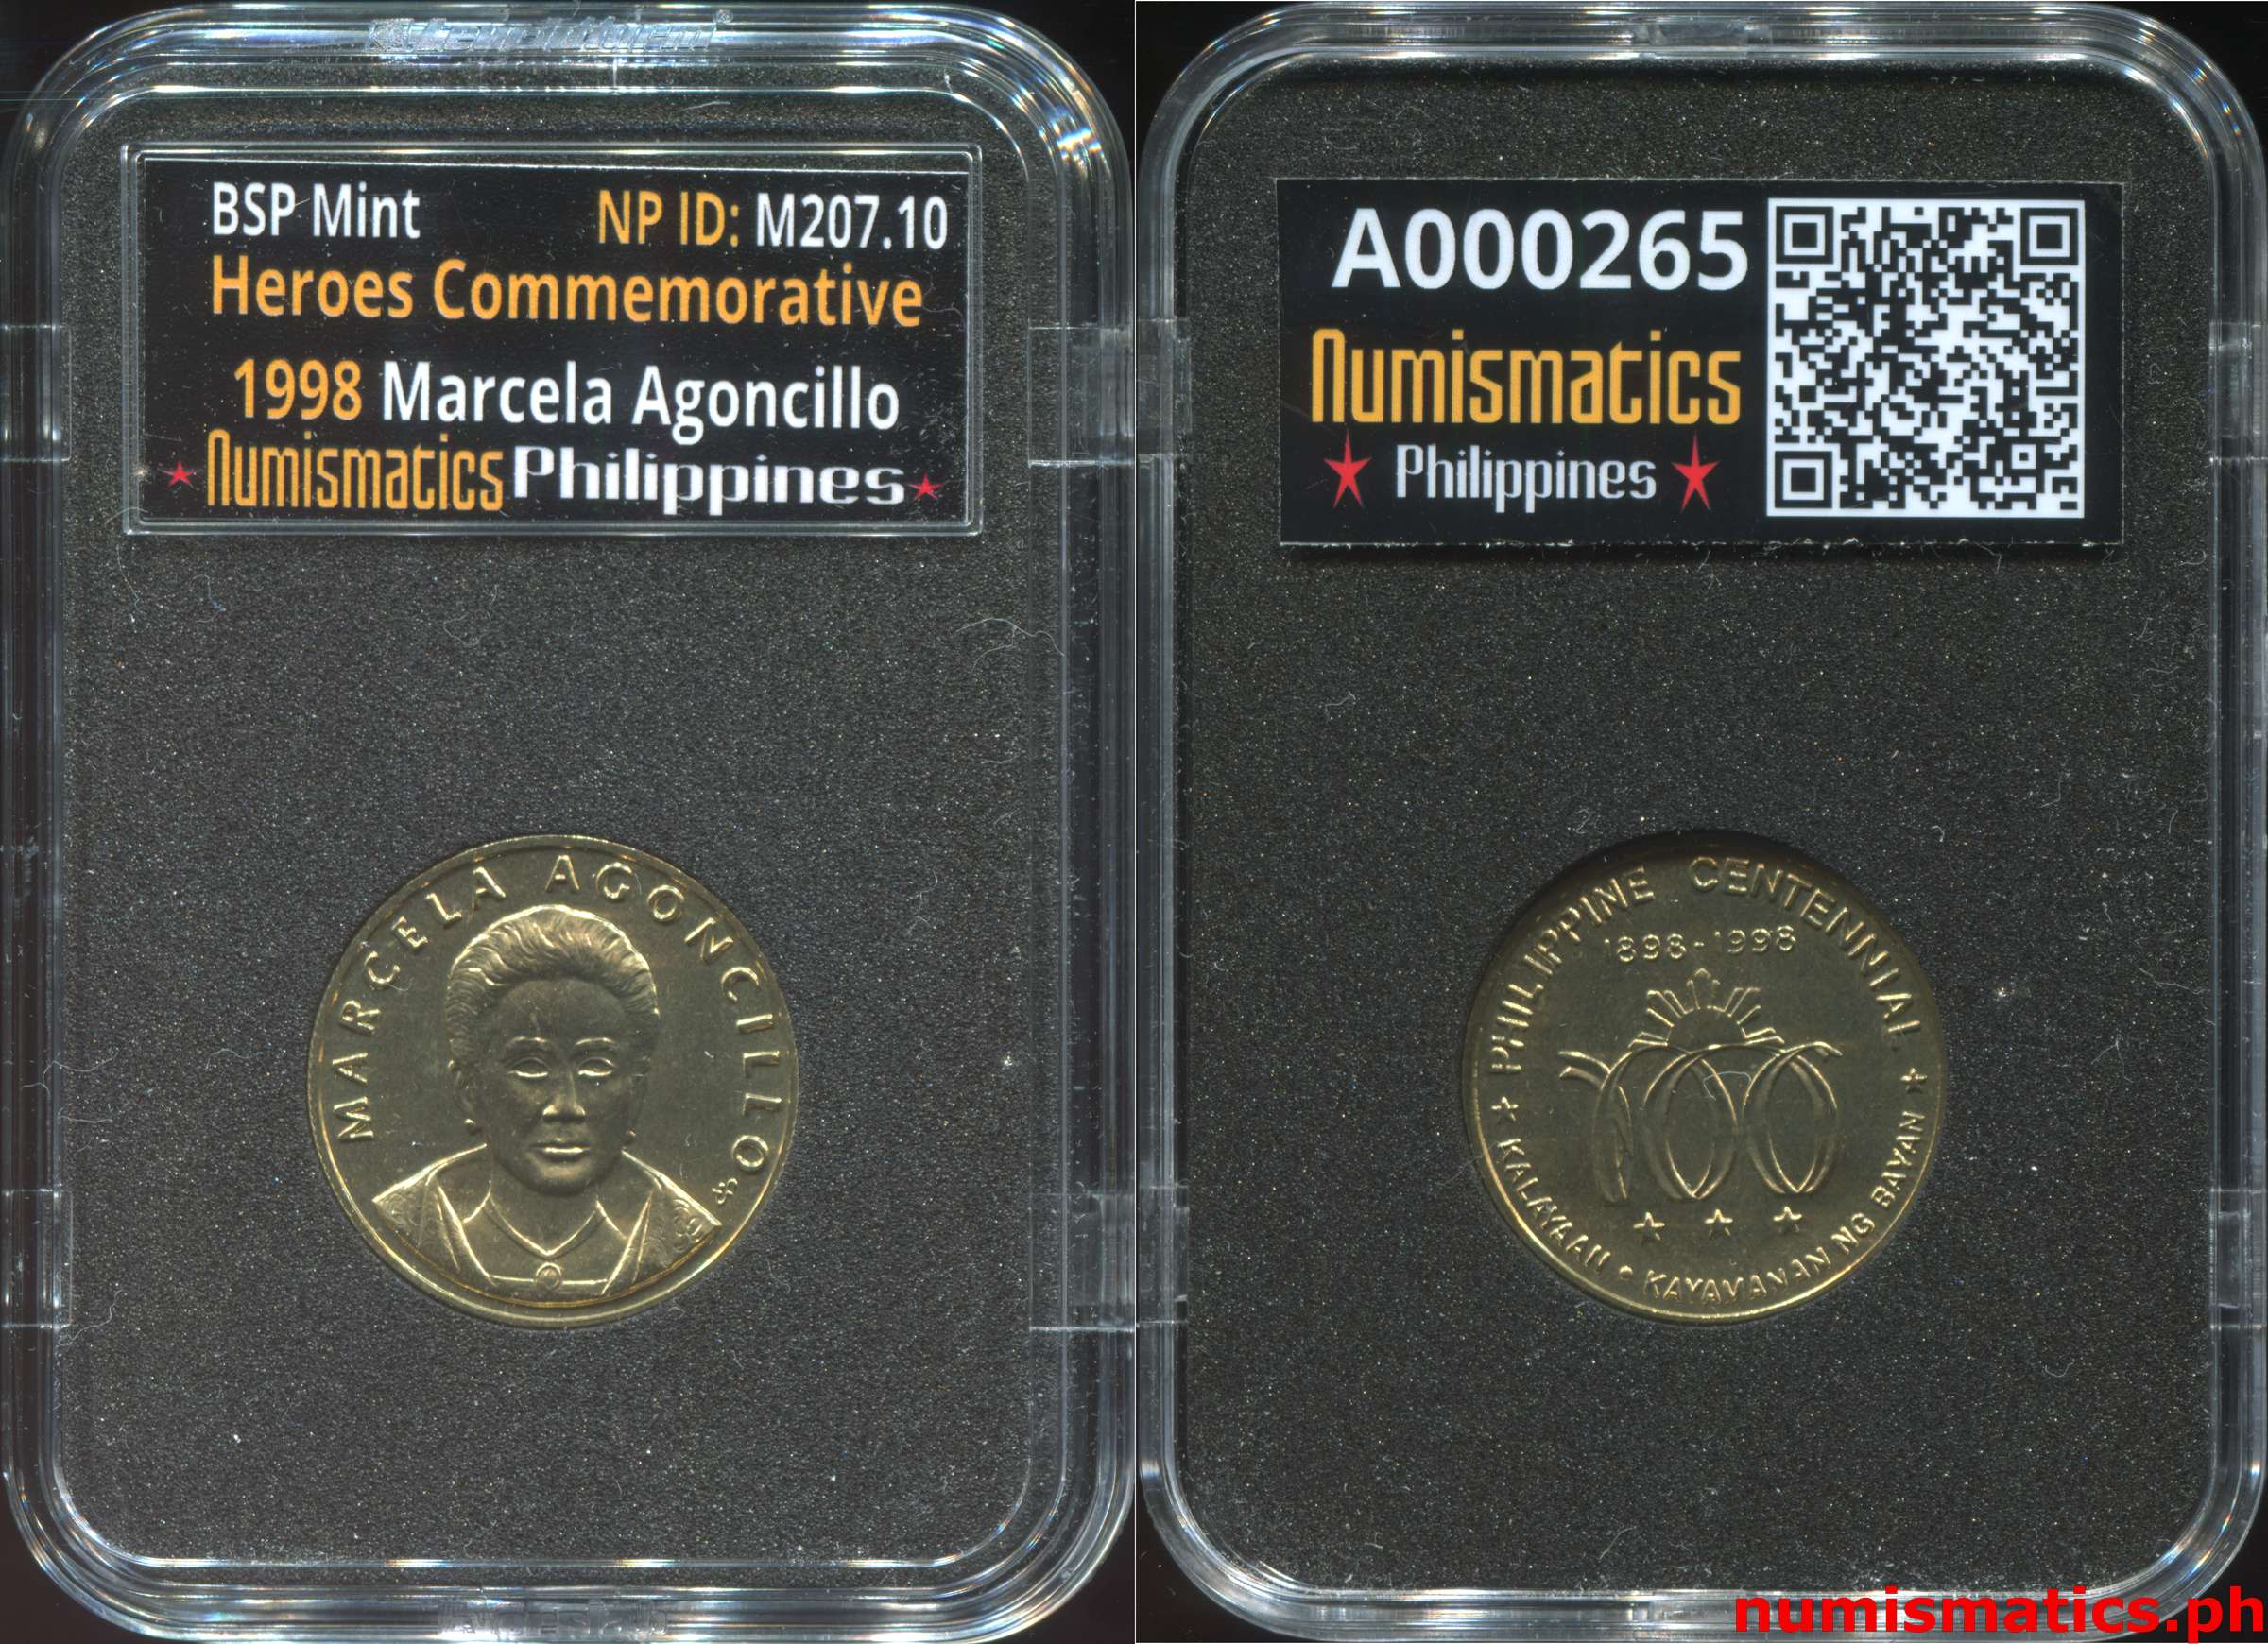 BSP Mint NP ID: M207.10
Heroes Commemorative
1998 Marcela Agoncillo
Numismatics Philippines
MARCELA AGONCILLO
A000265
Numismatics
Philippines
PHILIPPINE CENTENNIAL
1898-1998
100
KALAYAAN • KAYAMANAN NG BAYAN
numismatics.ph